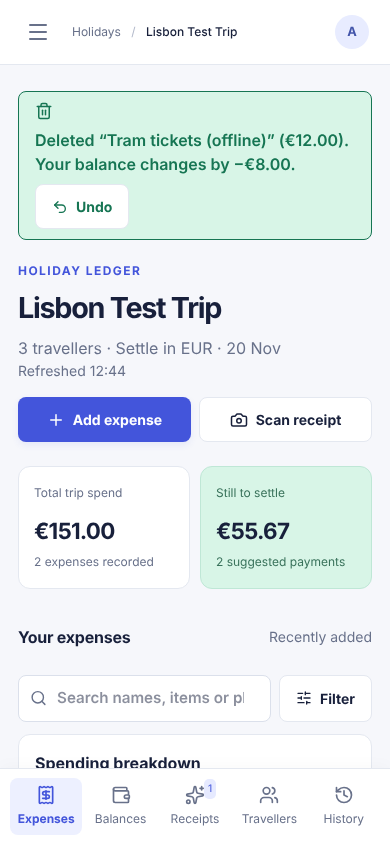 Holidays / Lisbon Test Trip
A
Deleted “Tram tickets (offline)” (€12.00).
Your balance changes by −€8.00.
Undo
HOLIDAY LEDGER
Lisbon Test Trip
3 travellers · Settle in EUR · 20 Nov
Refreshed 12:44
Add expense
Scan receipt
Total trip spend
€151.00
2 expenses recorded
Still to settle
€55.67
2 suggested payments
Your expenses
Recently added
Search names, items or pl
Filter
Spending breakdown
Expenses
Balances
1
Receipts
Travellers
History